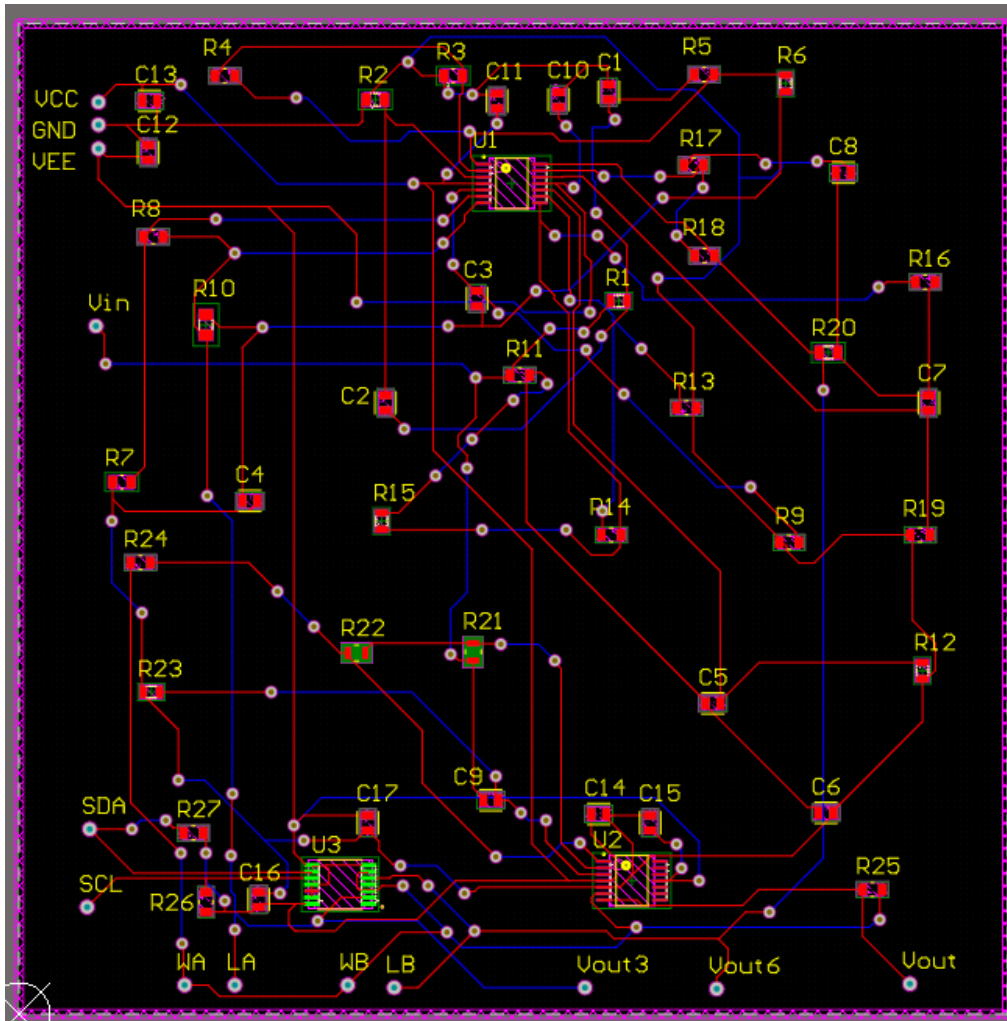 R4
R3
R5
R6
C13
R2
C11
C10
C1
VCC
GND
C12
U1
VEE
R17
C8
R8
R18
C3
R1
R16
R10
Vin
R20
R11
C2
R13
C7
R7
C4
R15
R14
R9
R19
R24
R22
R21
R23
C5
R12
C9
C17
C14
C15
C6
SDA
R27
U3
U2
SCL
R26
C16
R25
WA
LA
WB
LB
Vout3
Vout6
Vout